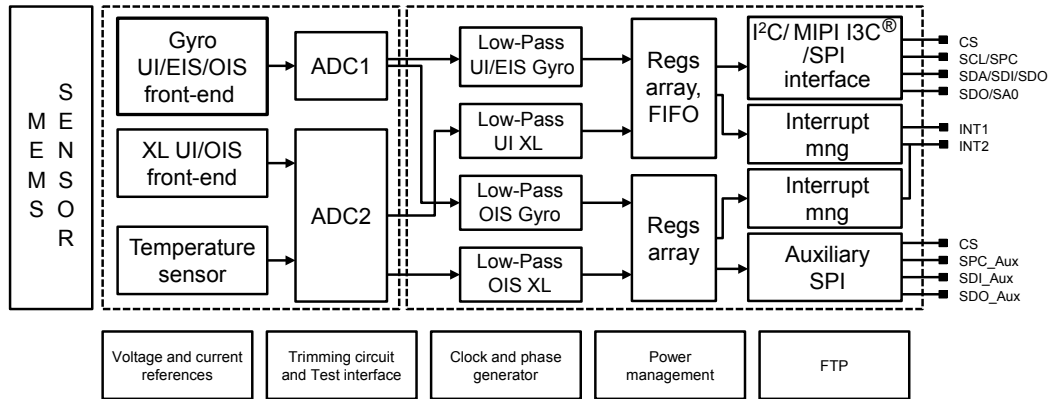 MEMS
SENSOR
Gyro
UI/EIS/OIS
front-end
XL UI/OIS
front-end
Temperature
sensor
ADC1
ADC2
Low-Pass
UI/EIS Gyro
Low-Pass
UI XL
Low-Pass
OIS Gyro
Low-Pass
OIS XL
Regs
array,
FIFO
Regs
array
I²C/ MIPI I3C®
/SPI
interface
Interrupt
mng
Interrupt
mng
Auxiliary
SPI
CS
SCL/SPC
SDA/SDI/SDO
SDO/SA0
INT1
INT2
CS
SPC_Aux
SDI_Aux
SDO_Aux
Voltage and current
references
Trimming circuit
and Test interface
Clock and phase
generator
Power
management
FTP